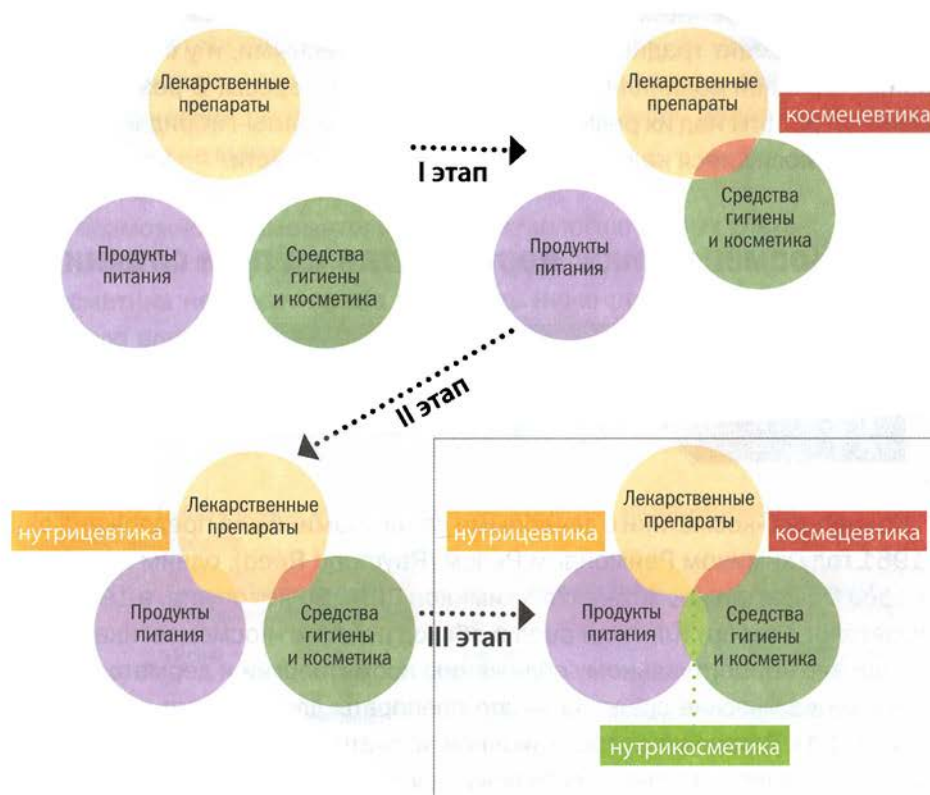 Лекарственные
препараты
Продукты
питания
Средства
гигиены
и косметика
I этап
Лекарственные
препараты
космецевтика
Средства
гигиены
и косметика
Продукты
питания
II этап
Лекарственные
препараты
нутрицевтика
Продукты
питания
Средства
гигиены
и косметика
III этап
Лекарственные
препараты
нутрицевтика
космецевтика
Продукты
питания
Средства
гигиены
и косметика
нутрикосметика